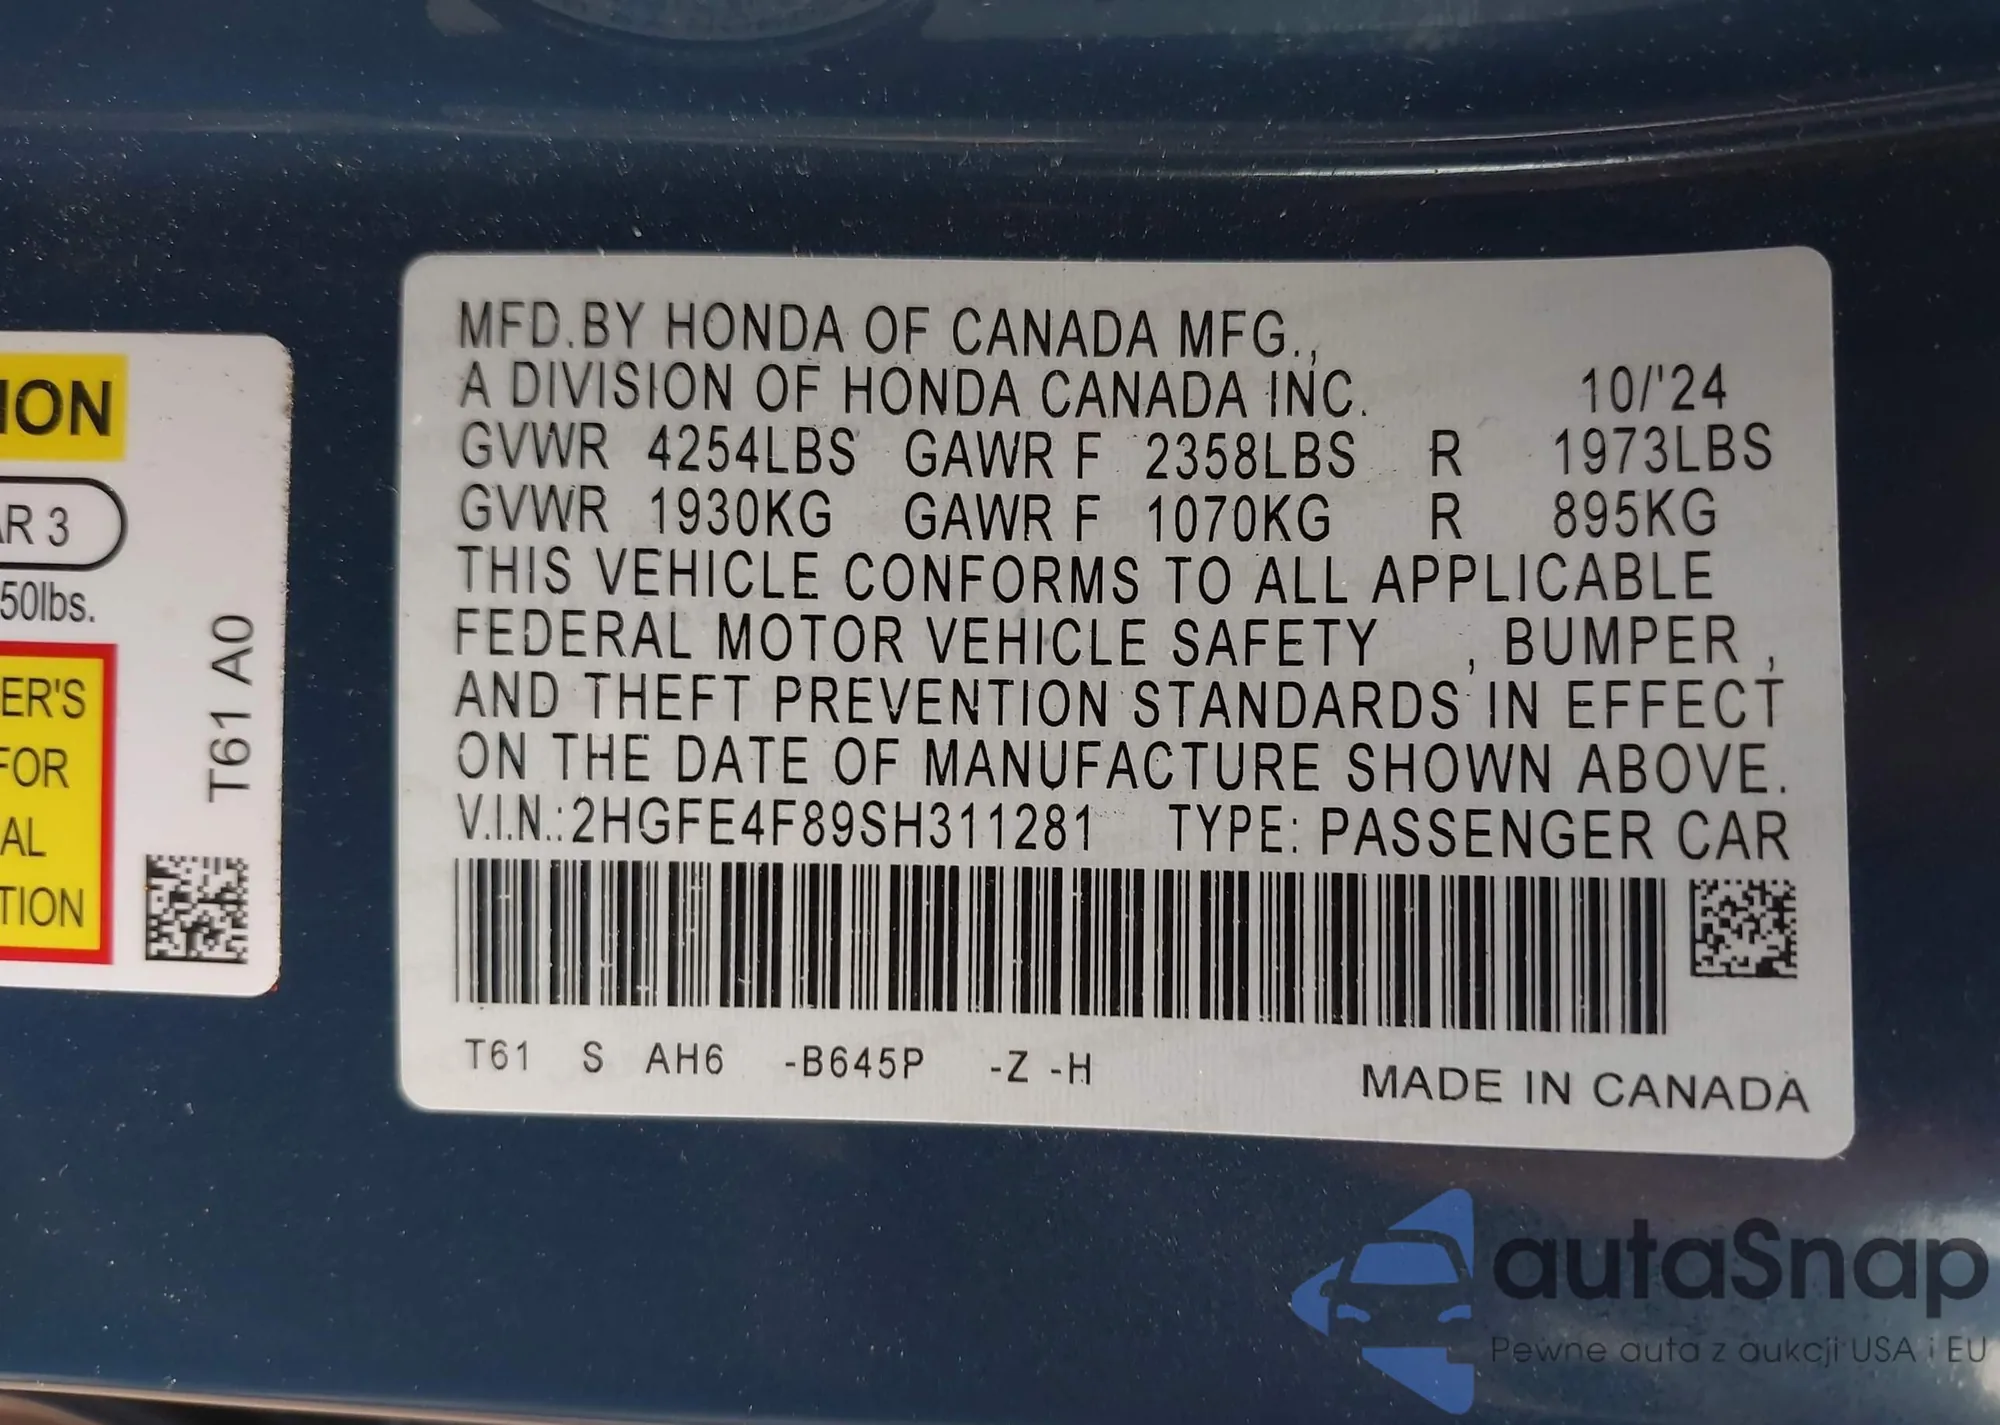 MFD.BY HONDA OF CANADA MFG.,
A DIVISION OF HONDA CANADA INC. 10/'24
GVWR 4254LBS GAWR F 2358LBS R 1973LBS
GVWR 1930KG GAWR F 1070KG R 895KG
THIS VEHICLE CONFORMS TO ALL APPLICABLE
FEDERAL MOTOR VEHICLE SAFETY , BUMPER ,
AND THEFT PREVENTION STANDARDS IN EFFECT
ON THE DATE OF MANUFACTURE SHOWN ABOVE.
V.I.N.:2HGFE4F89SH311281 TYPE: PASSENGER CAR
T61 S AH6 -B645P -Z -H
MADE IN CANADA
ION
AR 3
50lbs.
ER'S
FOR
AL
TION
T61 A0
autaSnap
Pewne auta z aukcji USA i EU